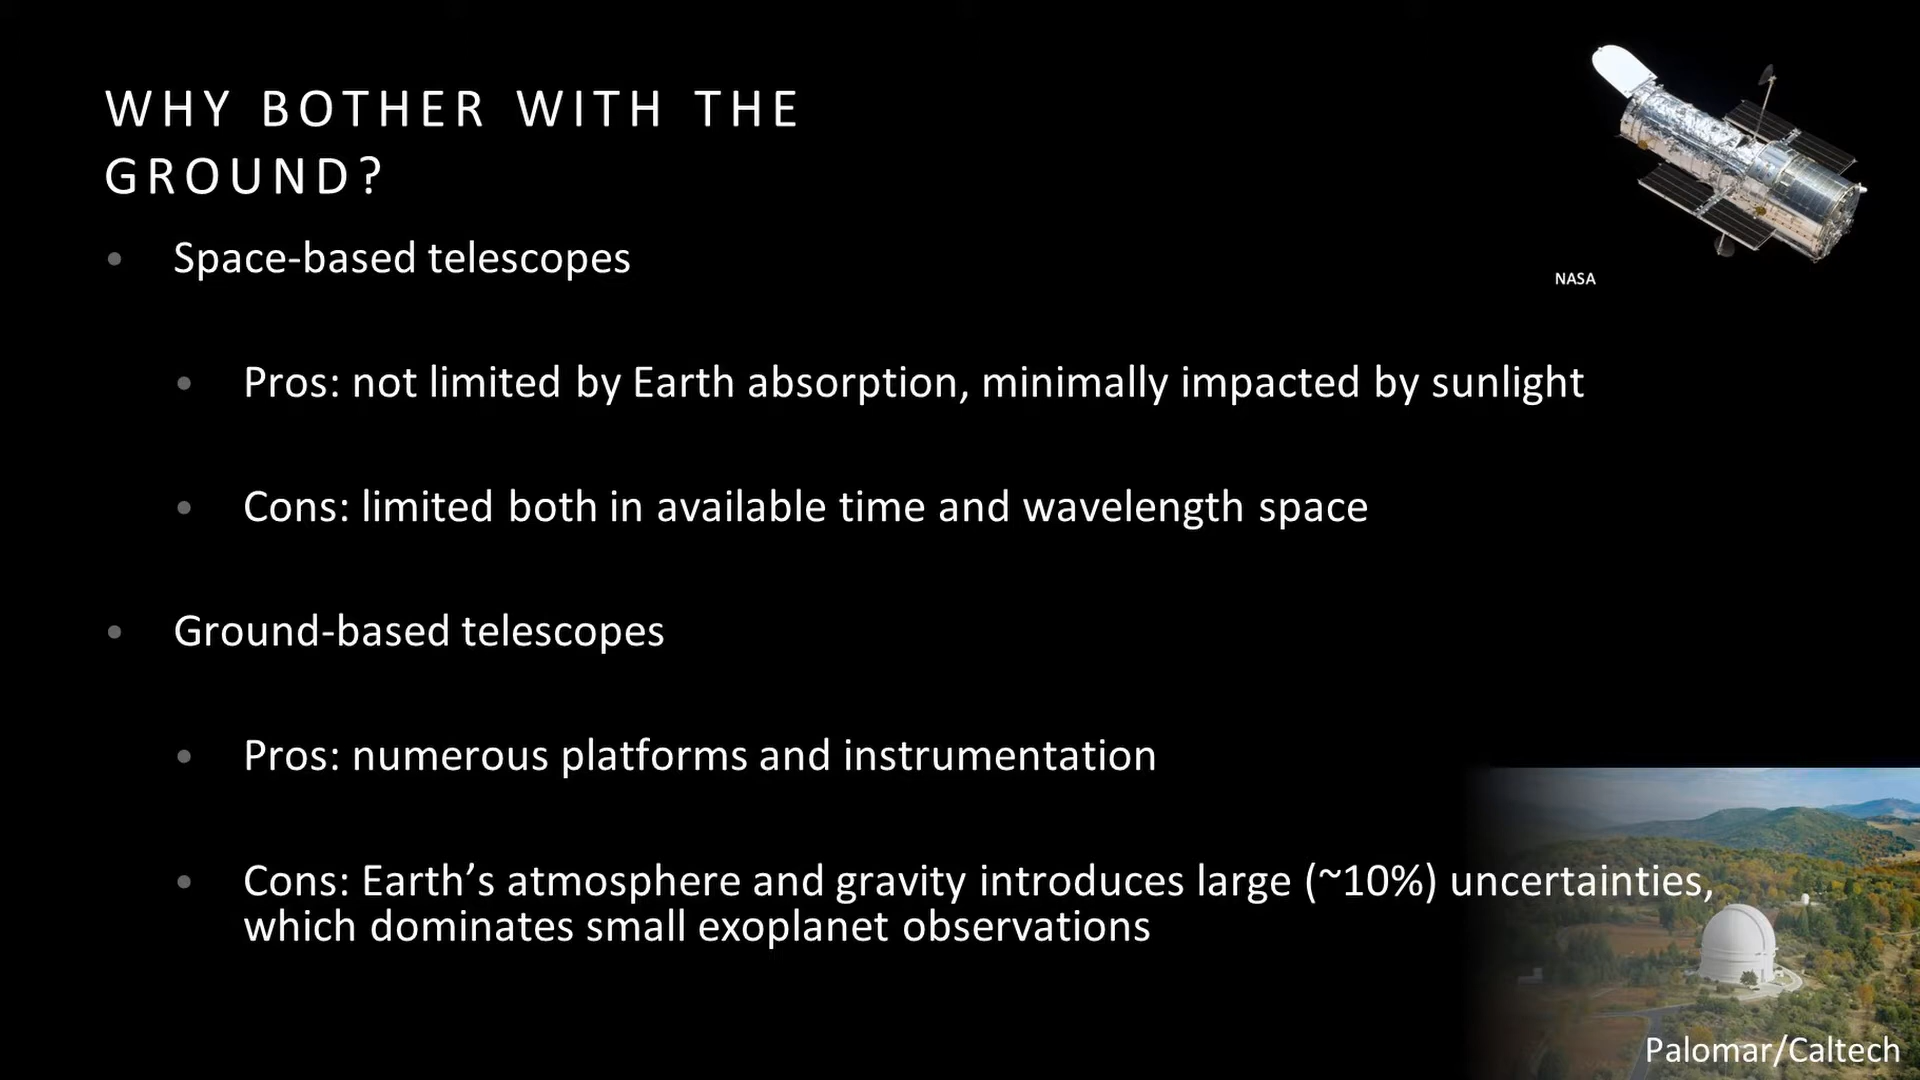 WHY BOTHER WITH THE
GROUND?
NASA
• Space-based telescopes
• Pros: not limited by Earth absorption, minimally impacted by sunlight
• Cons: limited both in available time and wavelength space
• Ground-based telescopes
• Pros: numerous platforms and instrumentation
• Cons: Earth’s atmosphere and gravity introduces large (~10%) uncertainties,
which dominates small exoplanet observations
Palomar/Caltech